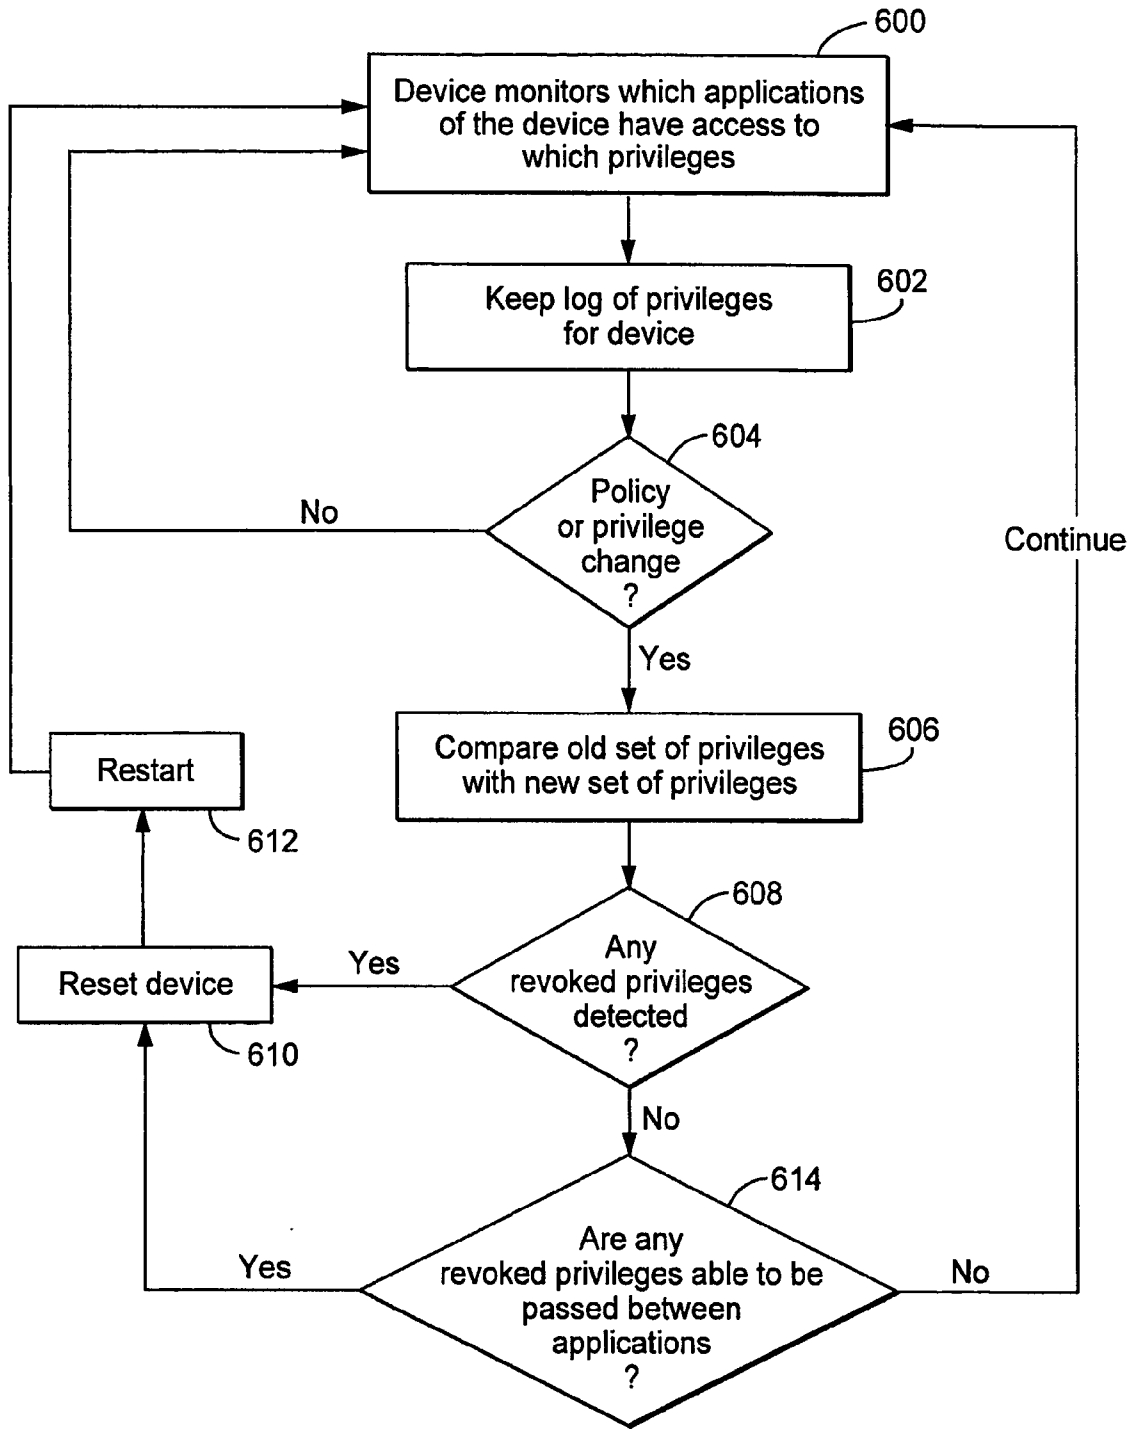 600
Device monitors which applications
of the device have access to
which privileges
602
Keep log of privileges
for device
604
Policy
or privilege
change
?
No
Continue
Yes
606
Compare old set of privileges
with new set of privileges
Restart
612
608
Any
revoked privileges
detected
?
Yes
Reset device
610
No
614
Are any
revoked privileges able to be
passed between
applications
?
Yes
No